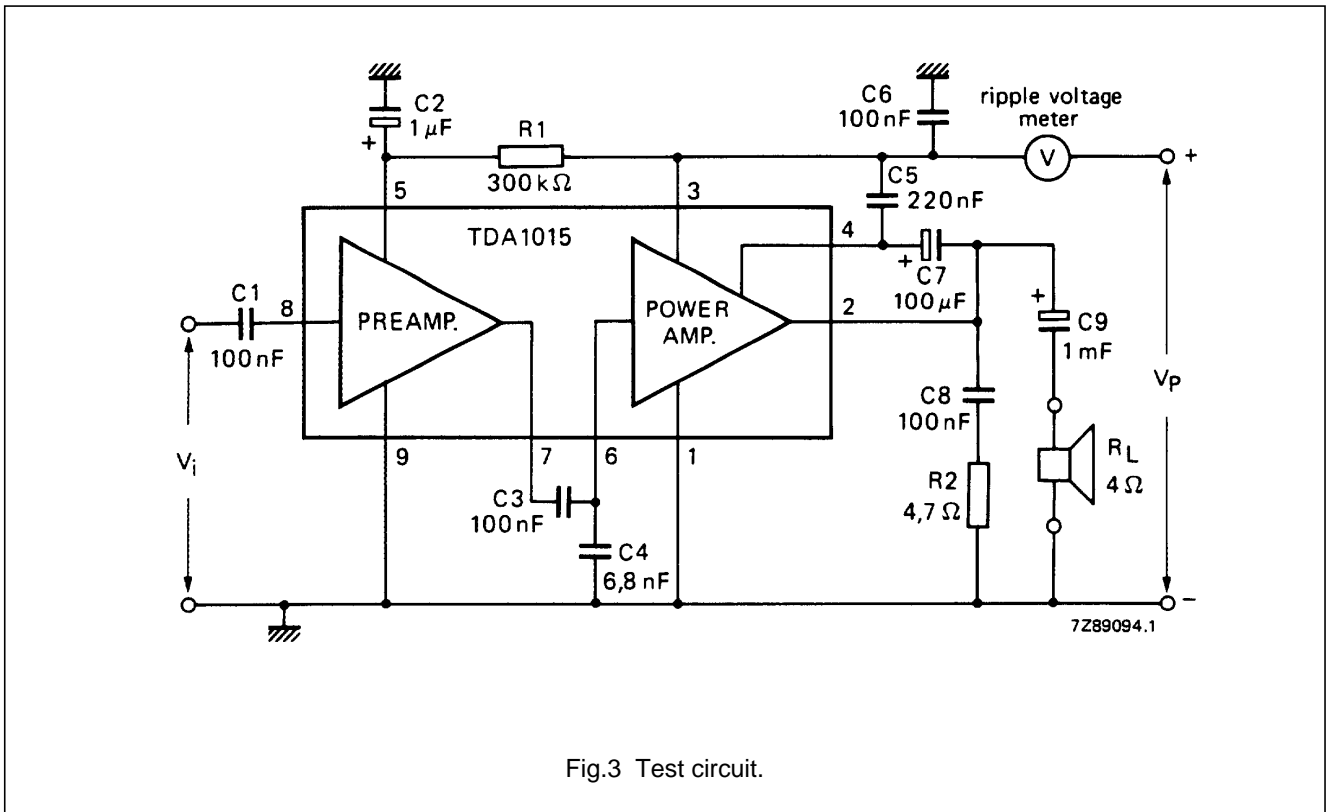 C2
1 µF
+
R1
300 kΩ
C6
100 nF
ripple voltage
meter
V
+
5
3
C5
220 nF
TDA1015
4
+
C7
100 µF
C1
8
100 nF
PREAMP.
POWER
AMP.
2
+
C9
1 mF
C8
100 nF
VP
Vi
9
7
6
1
C3
100 nF
C4
6,8 nF
R2
4,7 Ω
RL
4 Ω
–
7Z89094.1
Fig.3 Test circuit.